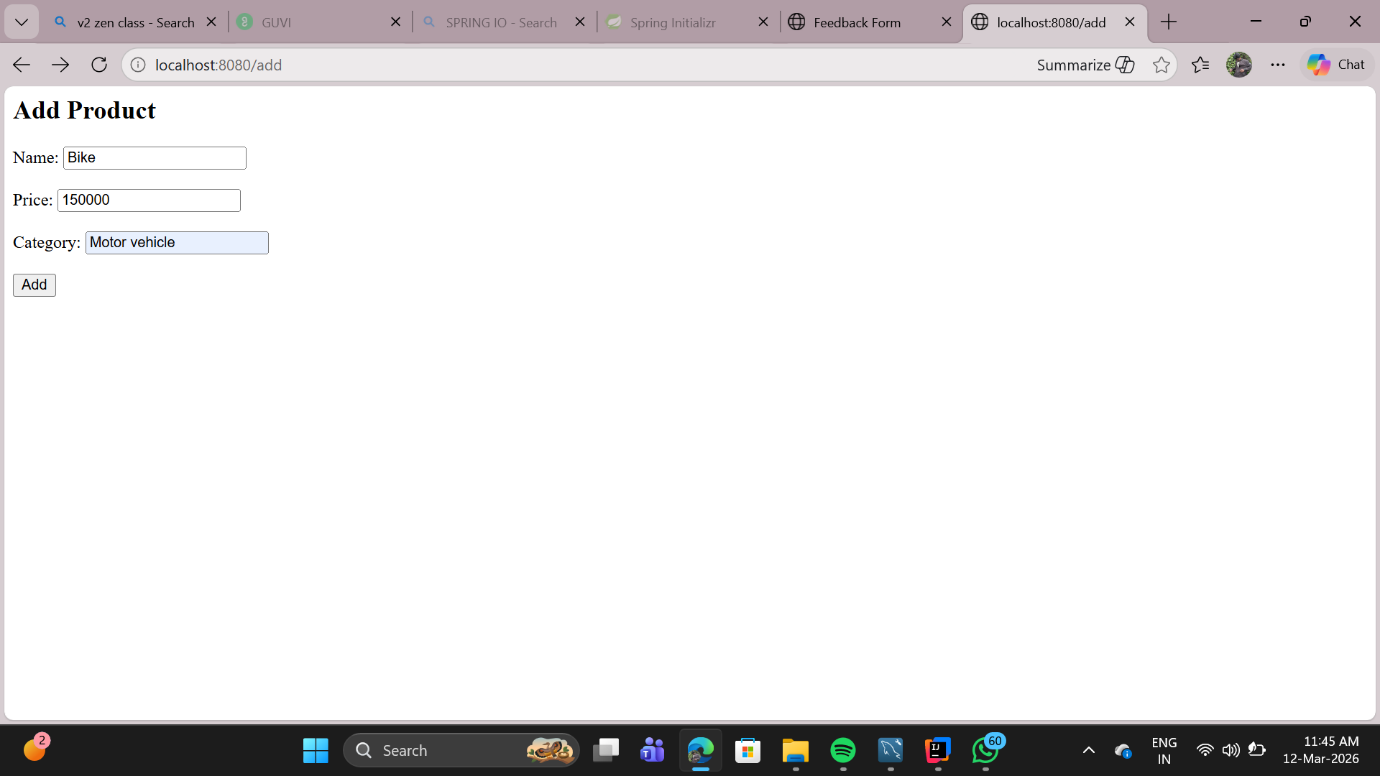 v2 zen class - Search
GUVI
SPRING IO - Search
Spring Initializr
Feedback Form
localhost:8080/add
localhost:8080/add
Summarize
Chat
Add Product
Name: Bike
Price: 150000
Category: Motor vehicle
Add
2
Search
60
ENG
IN
11:45 AM
12-Mar-2026